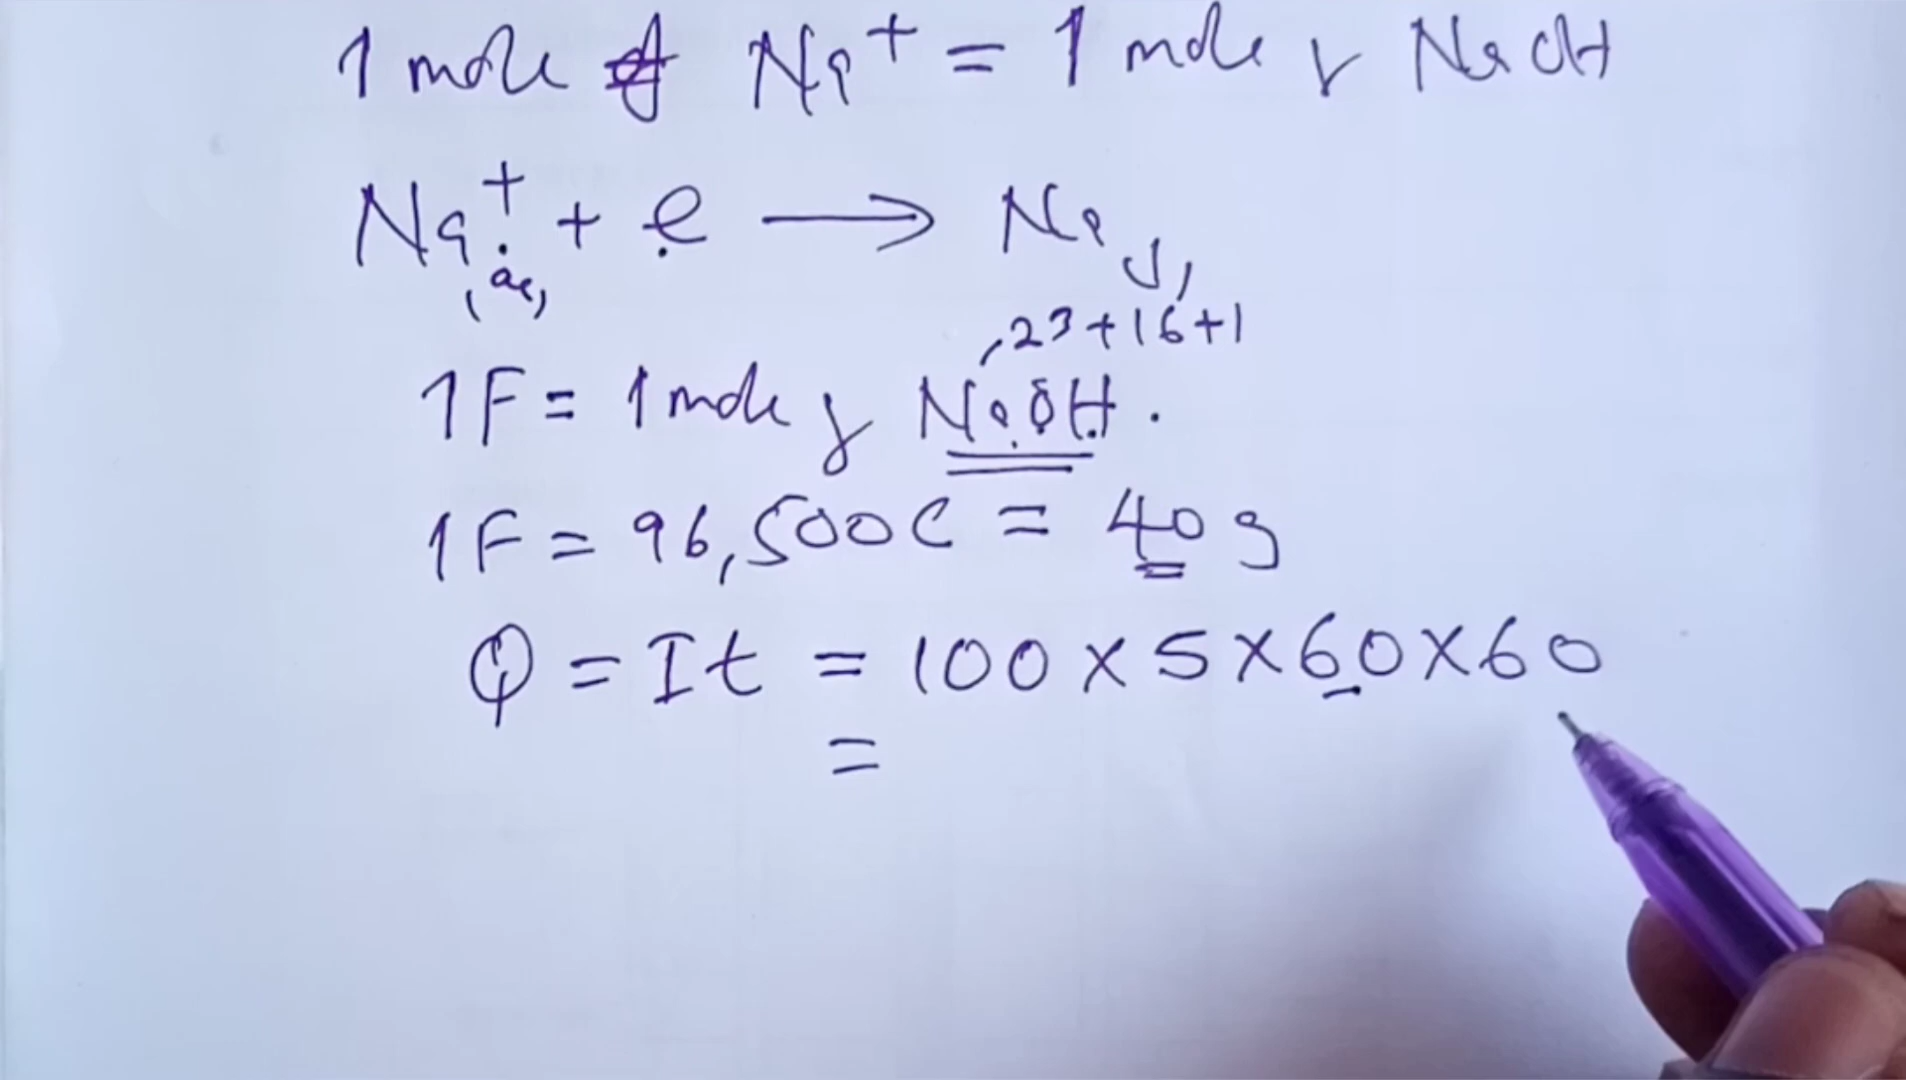 1 mole of Na+ = 1 mole of NaOH
Na+ + e → Na(s)
(aq)
23+16+1
1F = 1 mole of NaOH.
1F = 96,500C = 40g
Q = It = 100 x 5 x 60 x 60
=